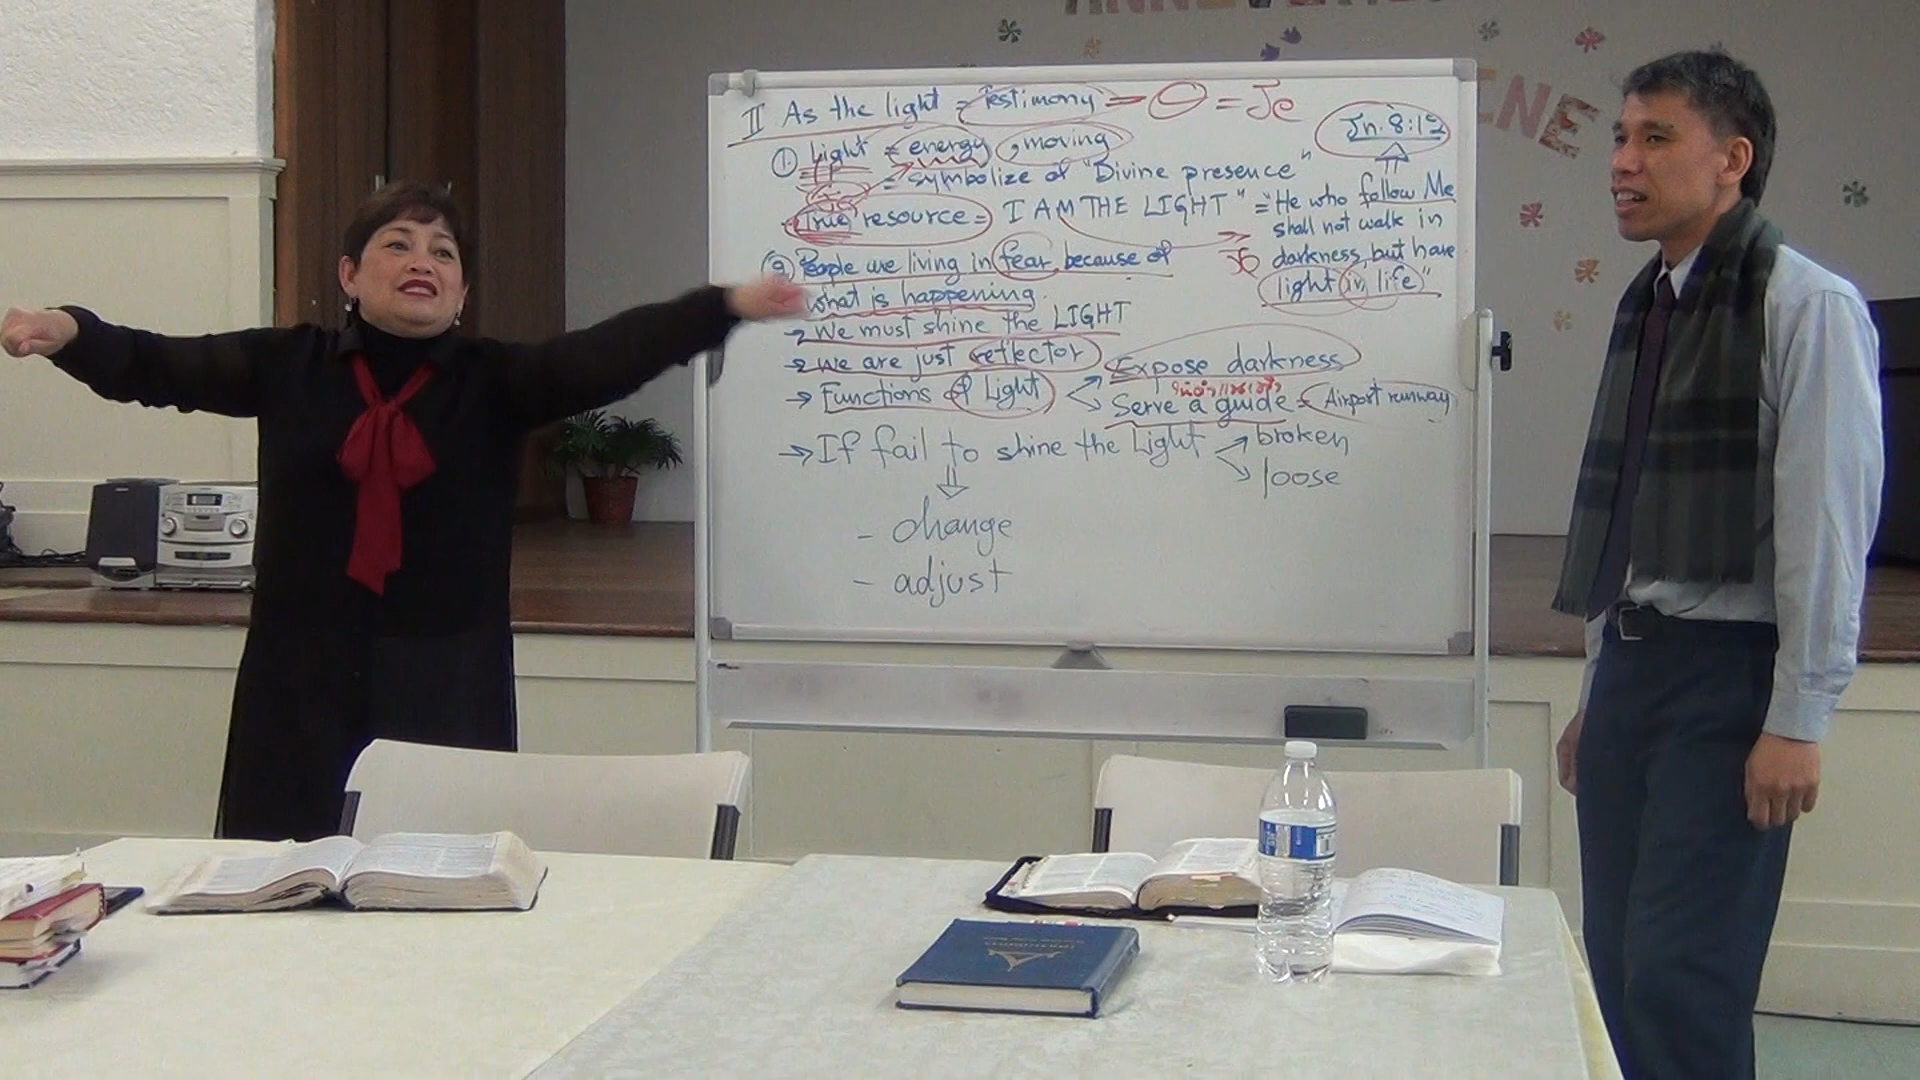 II As the light = Testimony = ⊖ = Je
Jn. 8:12
1. Light = energy, moving
= symbolize of "Divine presence"
True resource = I AM THE LIGHT" = "He who follow Me
shall not walk in
darkness, but have
light in life"
2 People are living in fear because of
what is happening.
→ We must shine the LIGHT
→ we are just reflector
→ Functions of Light
Expose darkness
Serve a guide = Airport runway
→ If fail to shine the Light
broken
loose
- change
- adjust